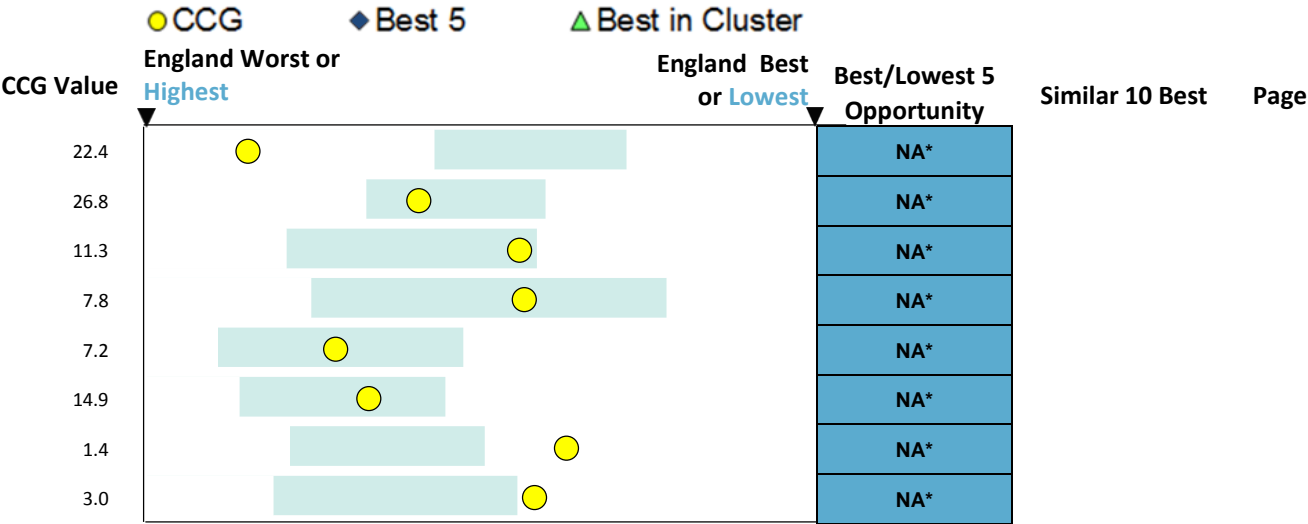 CCG Best 5 Best in Cluster
CCG Value England Worst or Highest England Best or Lowest Best/Lowest 5 Opportunity Similar 10 Best Page
22.4 NA*
26.8 NA*
11.3 NA*
7.8 NA*
7.2 NA*
14.9 NA*
1.4 NA*
3.0 NA*